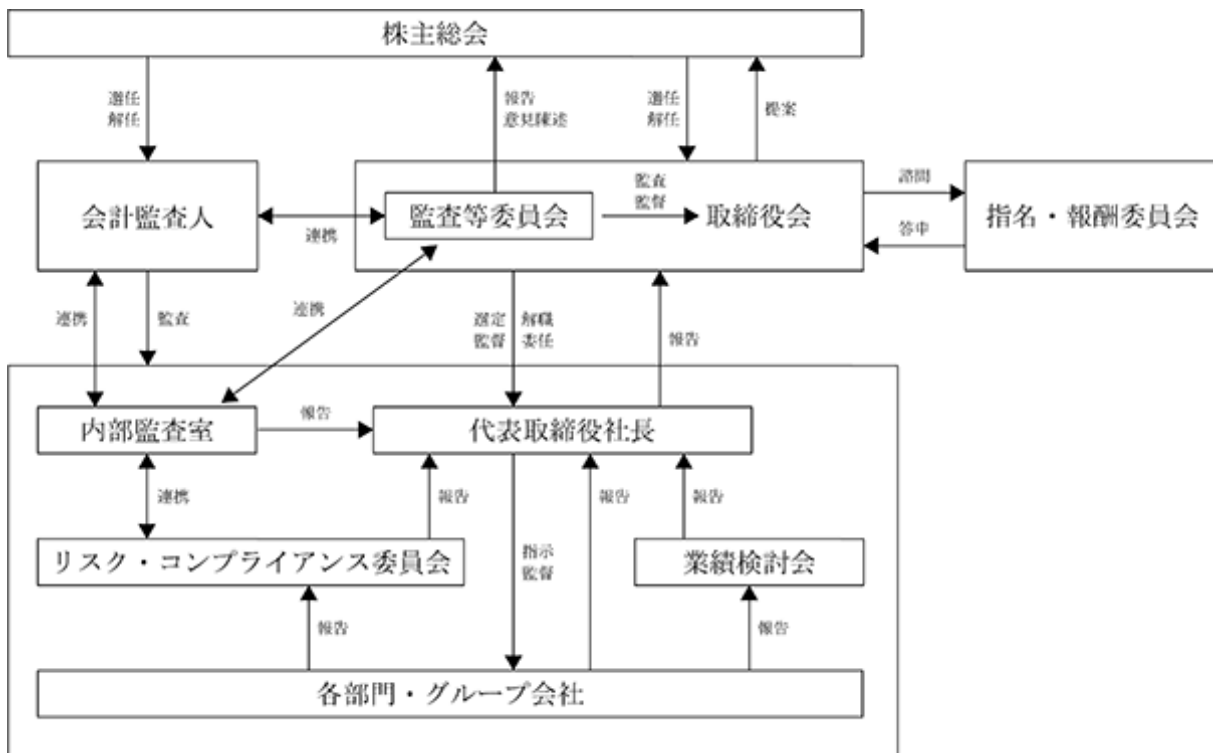 株主総会
選任
解任
報告
意見陳述
選任
解任
提案
会計監査人
連携
監査等委員会
監査
監督
取締役会
諮問
答申
指名・報酬委員会
連携
監査
連携
選定 解職
監督 委任
報告
内部監査室
報告
代表取締役社長
連携
報告
報告
報告
リスク・コンプライアンス委員会
指示
監督
業績検討会
報告
報告
各部門・グループ会社